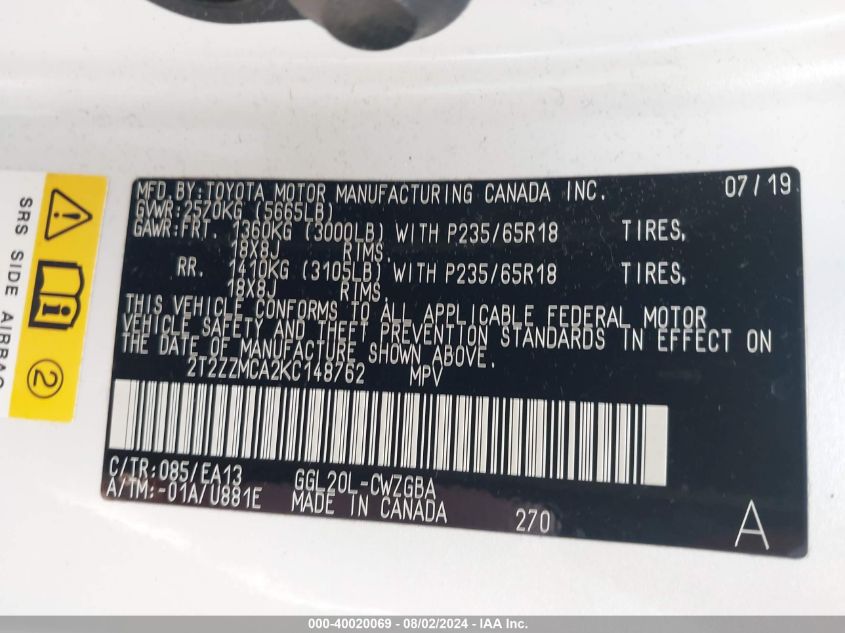 MFD.BY:TOYOTA MOTOR MANUFACTURING CANADA INC. 07/19
GVWR:2570KG (5665LB)
GAWR:FRT. 1360KG (3000LB) WITH P235/65R18 TIRES,
18X8J RIMS.
RR. 1410KG (3105LB) WITH P235/65R18 TIRES,
18X8J RIMS.
THIS VEHICLE CONFORMS TO ALL APPLICABLE FEDERAL MOTOR
VEHICLE SAFETY AND THEFT PREVENTION STANDARDS IN EFFECT ON
THE DATE OF MANUFACTURE SHOWN ABOVE.
2T2ZZMCA2KC148762 MPV
C/TR:085/EA13 GGL20L-CWZGBA
A/TM:-01A/U881E MADE IN CANADA 270 A
SRS SIDE AIRBAG
2
000-40020069 - 08/02/2024 - IAA Inc.